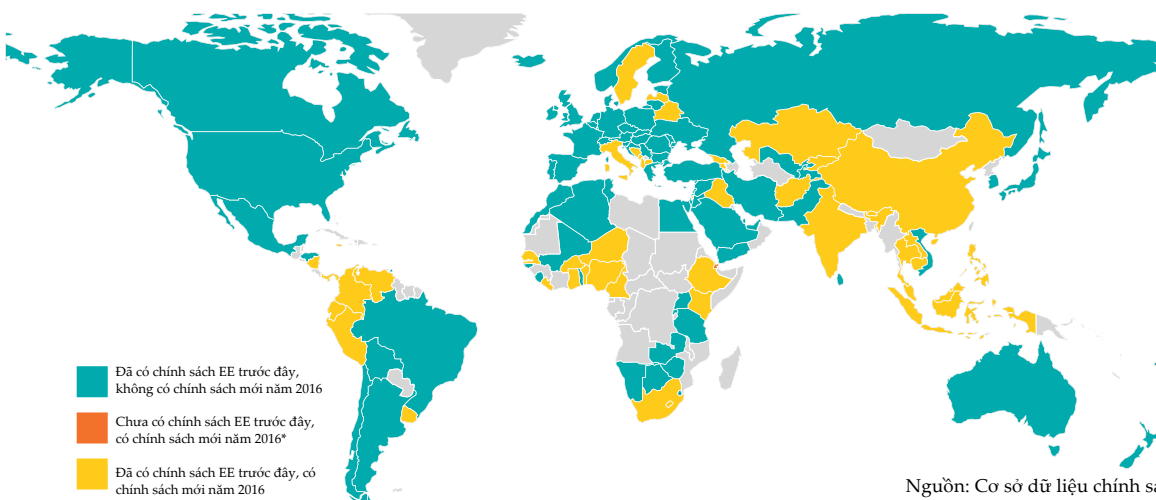 Đã có chính sách EE trước đây,
không có chính sách mới năm 2016
Chưa có chính sách EE trước đây,
có chính sách mới năm 2016*
Đã có chính sách EE trước đây, có
chính sách mới năm 2016
Nguồn: Cơ sở dữ liệu chính